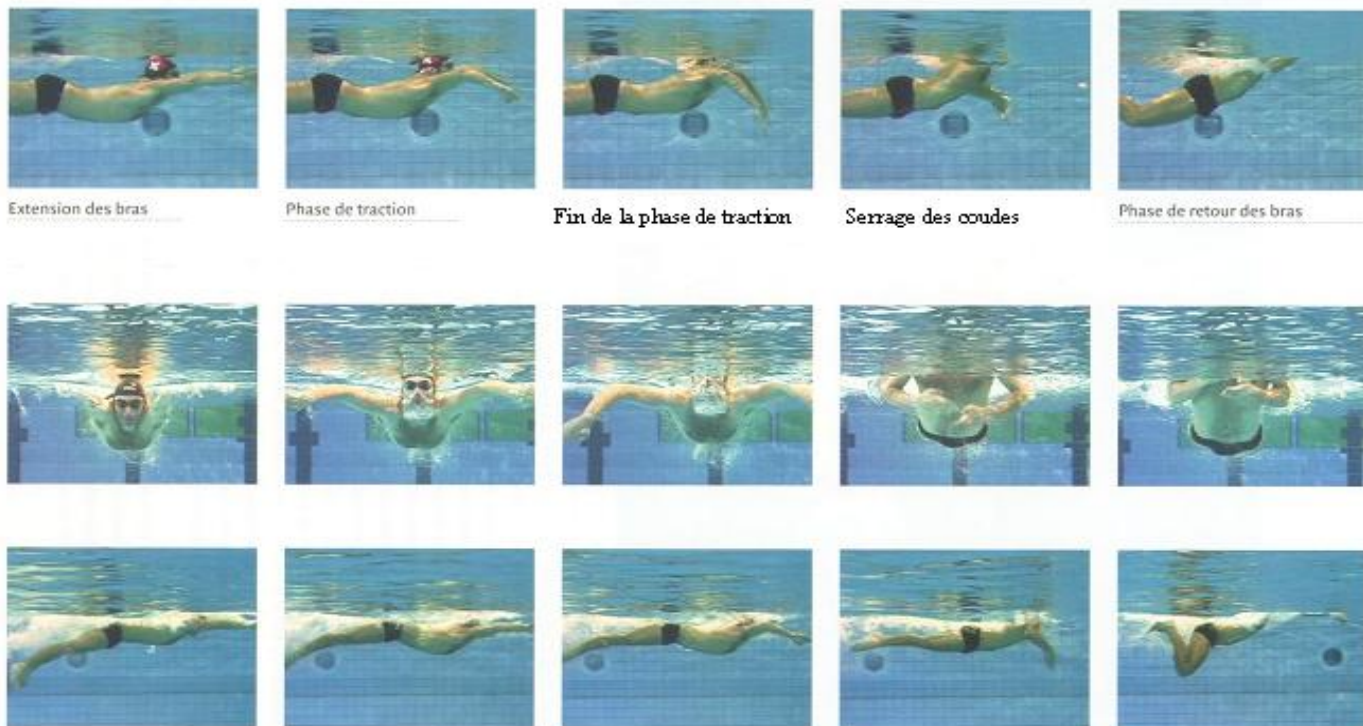 Extension des bras
Phase de traction
Fin de la phase de traction
Serrage des coudes
Phase de retour des bras